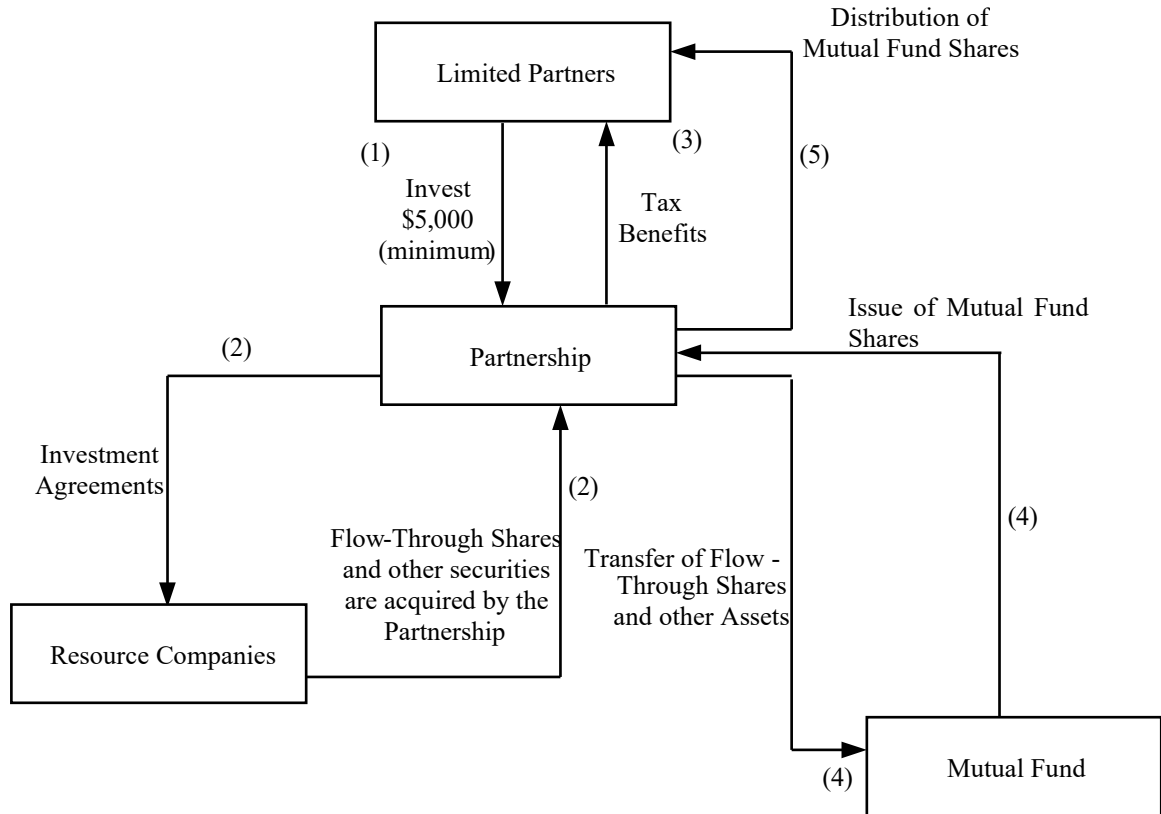 Distribution of
Mutual Fund Shares
Limited Partners
(1)
(3)
(5)
Invest
$5,000
(minimum)
Tax
Benefits
Issue of Mutual Fund
Shares
(2)
Partnership
Investment
Agreements
(2)
(4)
Flow-Through Shares
and other securities
are acquired by the
Partnership
Transfer of Flow -
Through Shares
and other Assets
Resource Companies
(4)
Mutual Fund